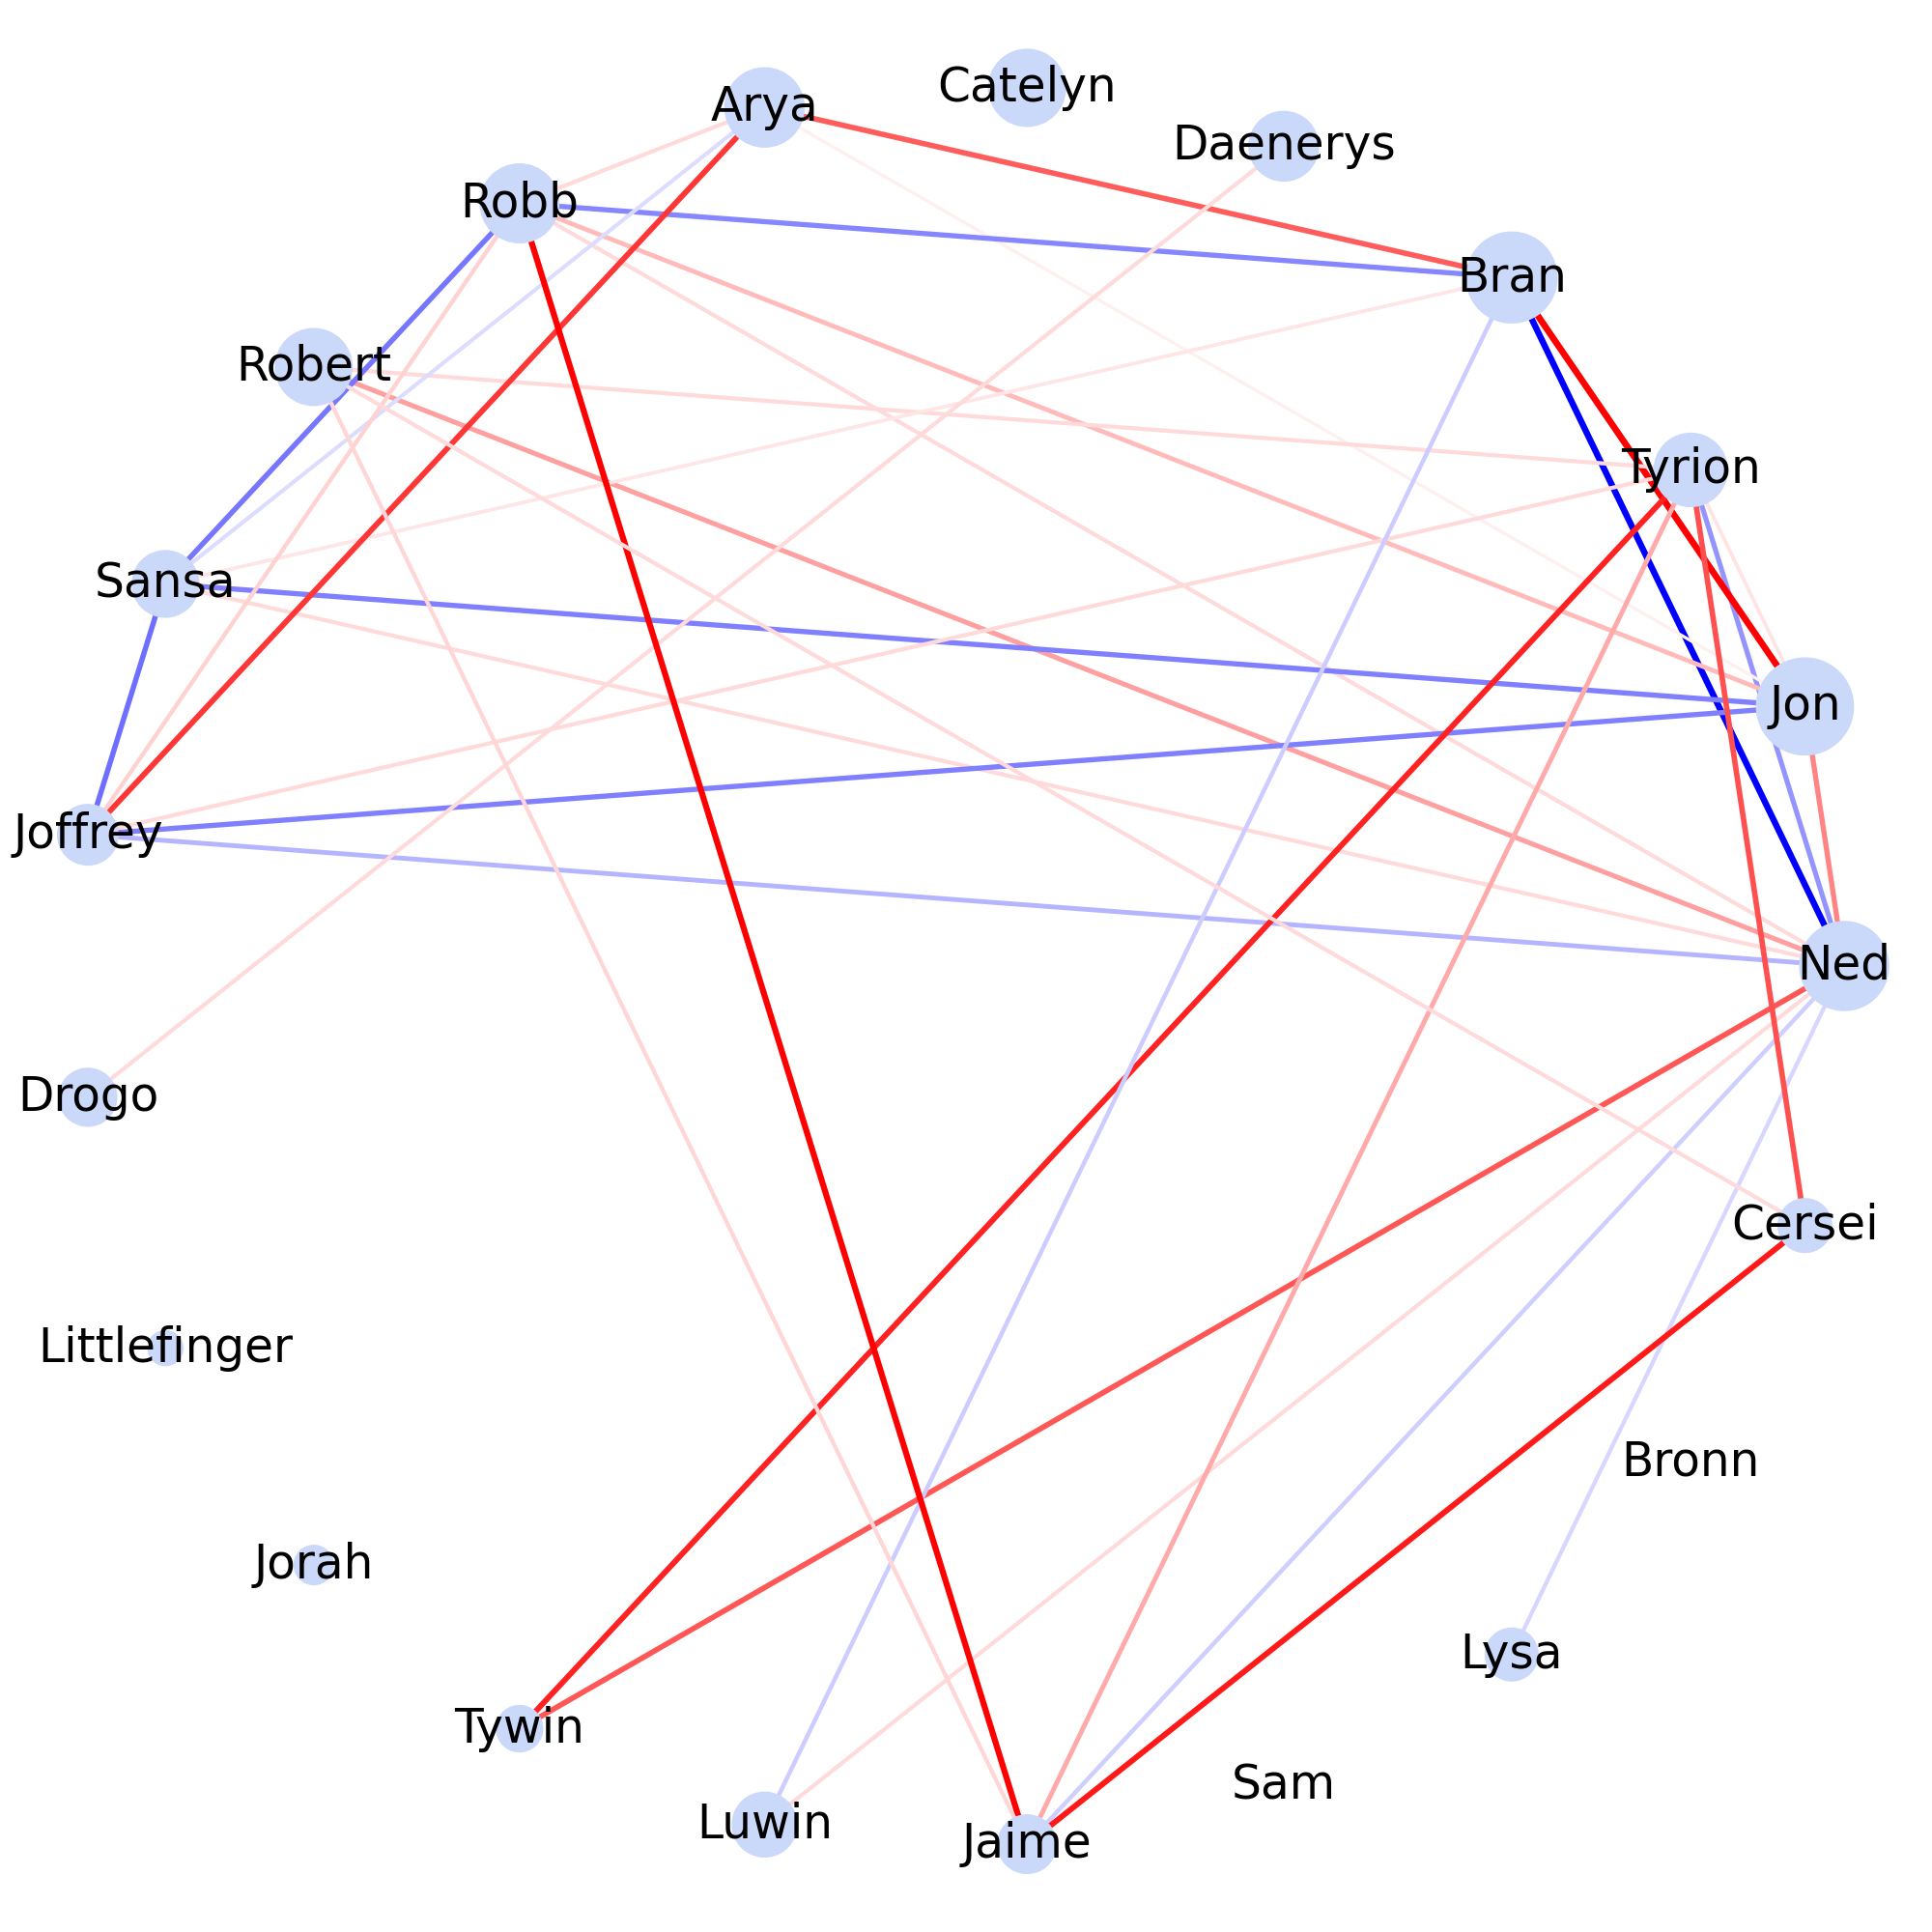 Catelyn
Arya
Daenerys
Robb
Bran
Robert
Tyrion
Sansa
Jon
Joffrey
Ned
Drogo
Cersei
Littlefinger
Bronn
Jorah
Lysa
Tywin
Sam
Luwin
Jaime